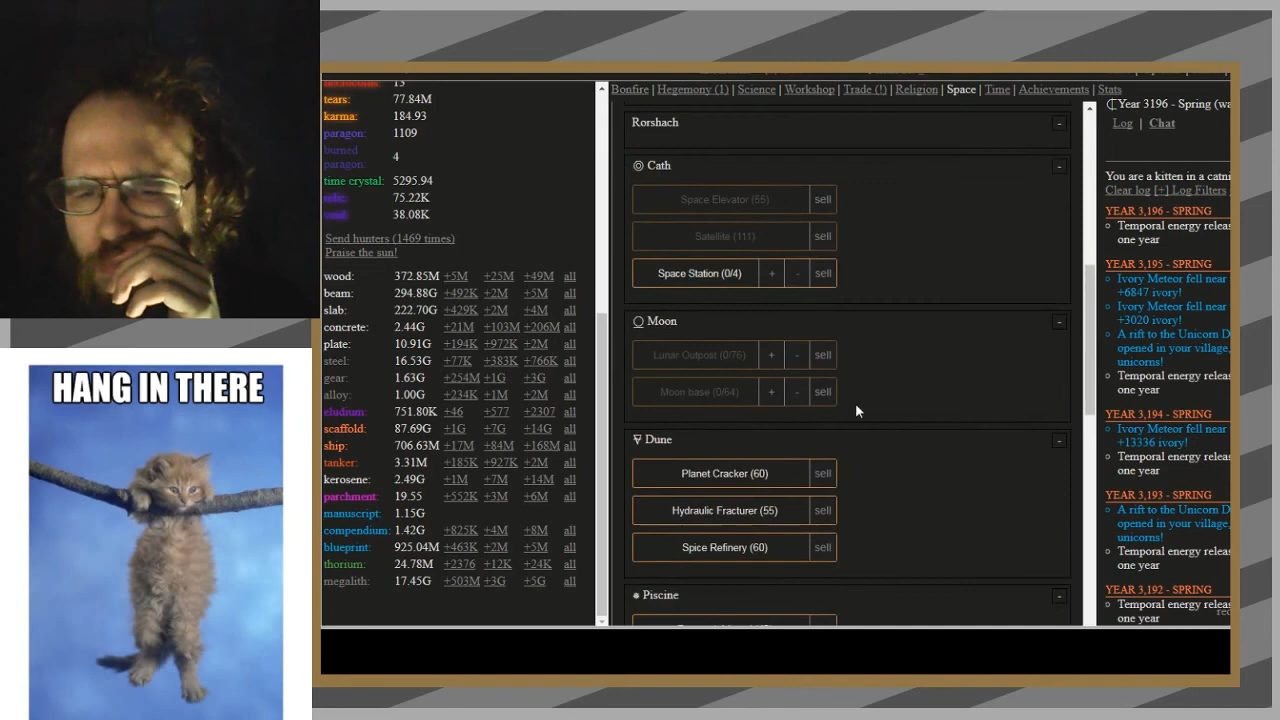 HANG IN THERE
13
tears: 77.84M
karma: 184.93
paragon: 1109
burned
paragon: 4
time crystal: 5295.94
relic: 75.22K
void: 38.08K
Send hunters (1469 times)
Praise the sun!
wood: 372.85M +5M +25M +49M all
beam: 294.88G +492K +2M +5M all
slab: 222.70G +429K +2M +4M all
concrete: 2.44G +21M +103M +206M all
plate: 10.91G +194K +972K +2M all
steel: 16.53G +77K +383K +766K all
gear: 1.63G +254M +1G +3G all
alloy: 1.00G +234K +1M +2M all
eludium: 751.80K +46 +577 +2307 all
scaffold: 87.69G +1G +7G +14G all
ship: 706.63M +17M +84M +168M all
tanker: 3.31M +185K +927K +2M all
kerosene: 2.49G +1M +7M +14M all
parchment: 19.55 +552K +3M +6M all
manuscript: 1.15G
compendium: 1.42G +825K +4M +8M all
blueprint: 925.04M +463K +2M +5M all
thorium: 24.78M +2376 +12K +24K all
megalith: 17.45G +503M +3G +5G all
Bonfire | Hegemony (1) | Science | Workshop | Trade (!) | Religion | Space | Time | Achievements | Stats
Rorshach -
Cath -
Space Elevator (55) sell
Satellite (111) sell
Space Station (0/4) + - sell
Moon -
Lunar Outpost (0/76) + - sell
Moon base (0/64) + - sell
Dune -
Planet Cracker (60) sell
Hydraulic Fracturer (55) sell
Spice Refinery (60) sell
Piscine -
Year 3196 - Spring (wa
Log | Chat
You are a kitten in a catn
Clear log [+] Log Filters
YEAR 3,196 - SPRING
Temporal energy relea
one year
YEAR 3,195 - SPRING
Ivory Meteor fell near
+6847 ivory!
Ivory Meteor fell near
+3020 ivory!
A rift to the Unicorn D
opened in your village,
unicorns!
Temporal energy relea
one year
YEAR 3,194 - SPRING
Ivory Meteor fell near
+13336 ivory!
Temporal energy relea
one year
YEAR 3,193 - SPRING
A rift to the Unicorn D
opened in your village,
unicorns!
Temporal energy relea
one year
YEAR 3,192 - SPRING
Temporal energy relea
one year